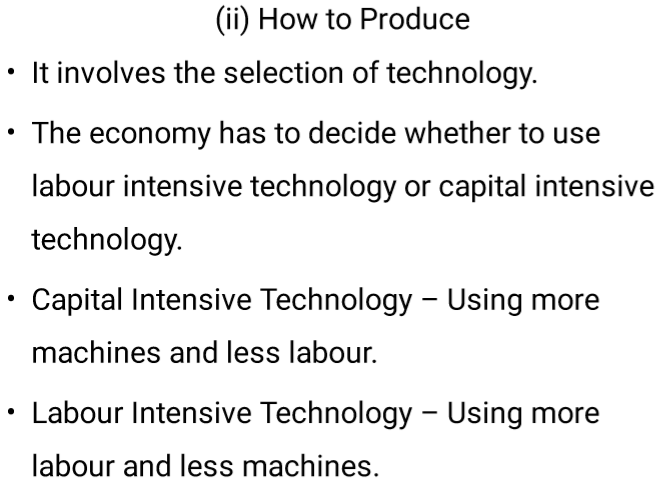 (ii) How to Produce
• It involves the selection of technology.
• The economy has to decide whether to use
labour intensive technology or capital intensive
technology.
• Capital Intensive Technology – Using more
machines and less labour.
• Labour Intensive Technology – Using more
labour and less machines.